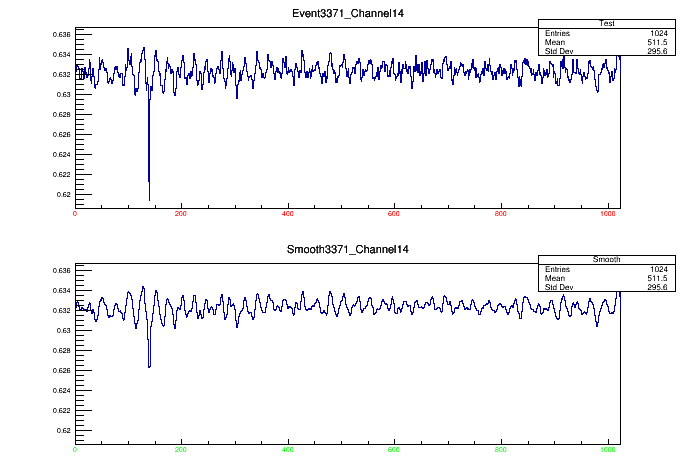 Event3371_Channel14
Test
Entries 1024
Mean 511.5
Std Dev 295.6
0.636
0.634
0.632
0.63
0.628
0.626
0.624
0.622
0.62
0 200 400 600 800 1000
Smooth3371_Channel14
Smooth
Entries 1024
Mean 511.5
Std Dev 295.6
0.636
0.634
0.632
0.63
0.628
0.626
0.624
0.622
0.62
0 200 400 600 800 1000